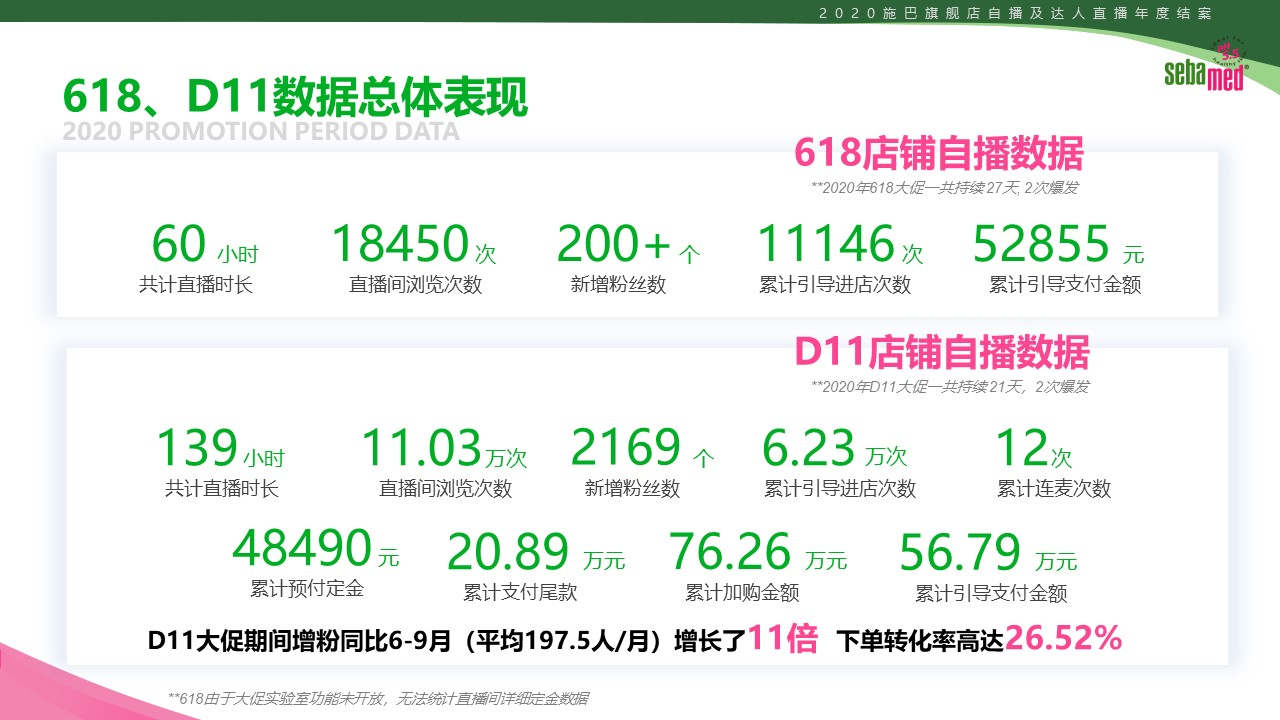 2020施巴旗舰店自播及达人直播年度结案
pH 5.5
sebamed®
618、D11数据总体表现
2020 PROMOTION PERIOD DATA
618店铺自播数据
**2020年618大促一共持续27天, 2次爆发
60 小时 18450 次 200+ 个 11146 次 52855 元
共计直播时长 直播间浏览次数 新增粉丝数 累计引导进店次数 累计引导支付金额
D11店铺自播数据
**2020年D11大促一共持续21天，2次爆发
139 小时 11.03 万次 2169 个 6.23 万次 12次
共计直播时长 直播间浏览次数 新增粉丝数 累计引导进店次数 累计连麦次数
48490 元 20.89 万元 76.26 万元 56.79 万元
累计预付定金 累计支付尾款 累计加购金额 累计引导支付金额
D11大促期间增粉同比6-9月（平均197.5人/月）增长了11倍 下单转化率高达26.52%
**618由于大促实验室功能未开放，无法统计直播间详细定金数据